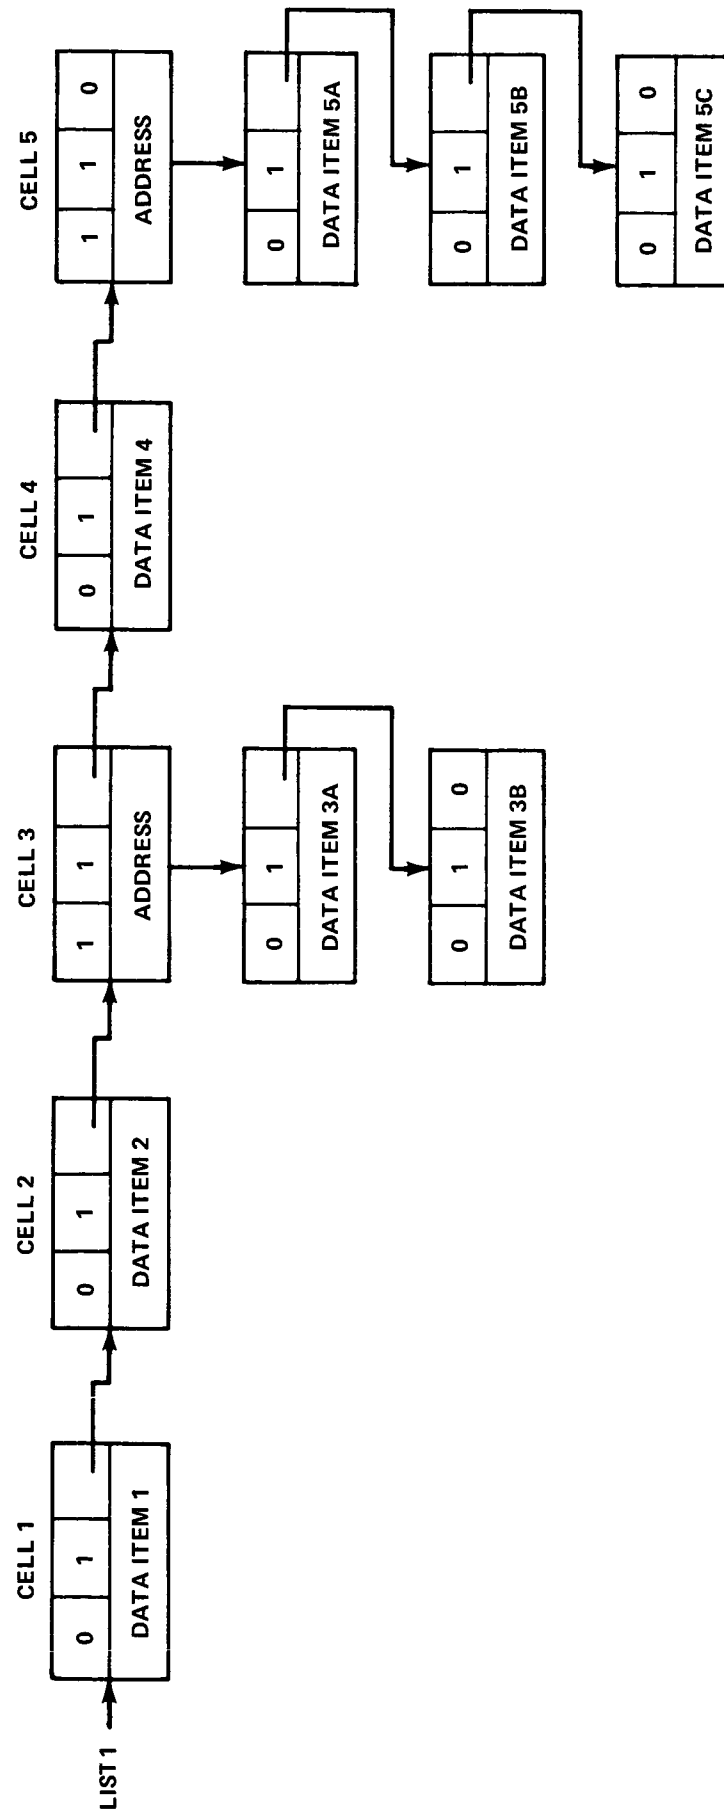 CELL 1
CELL 2
CELL 3
CELL 4
CELL 5
0 1
0 1
1 1
0 1
1 1 0
LIST 1
DATA ITEM 1
DATA ITEM 2
ADDRESS
DATA ITEM 4
ADDRESS
0 1
0 1
DATA ITEM 3A
DATA ITEM 5A
0 1 0
0 1
DATA ITEM 3B
DATA ITEM 5B
0 1 0
DATA ITEM 5C